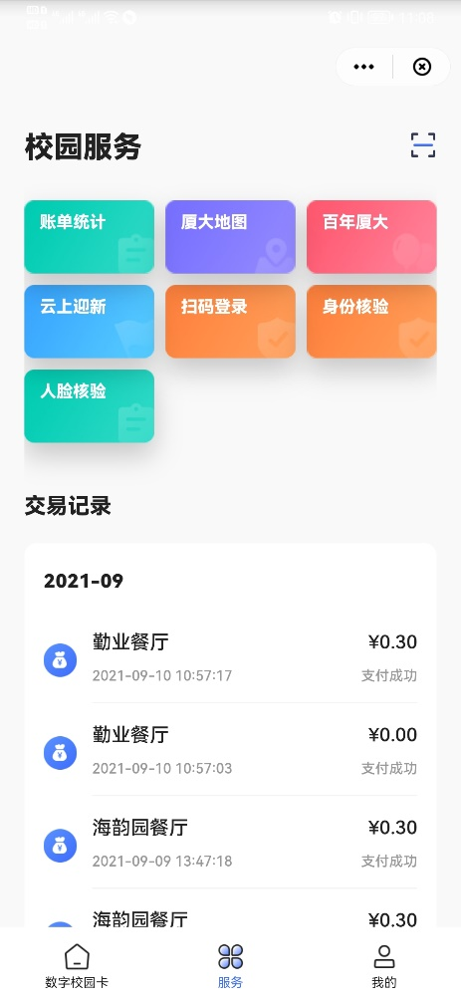 11:08
校园服务
账单统计
厦大地图
百年厦大
云上迎新
扫码登录
身份核验
人脸核验
交易记录
2021-09
勤业餐厅
¥0.30
2021-09-10 10:57:17
支付成功
勤业餐厅
¥0.00
2021-09-10 10:57:03
支付成功
海韵园餐厅
¥0.30
2021-09-09 13:47:18
支付成功
海韵园餐厅
¥0.30
数字校园卡
服务
我的